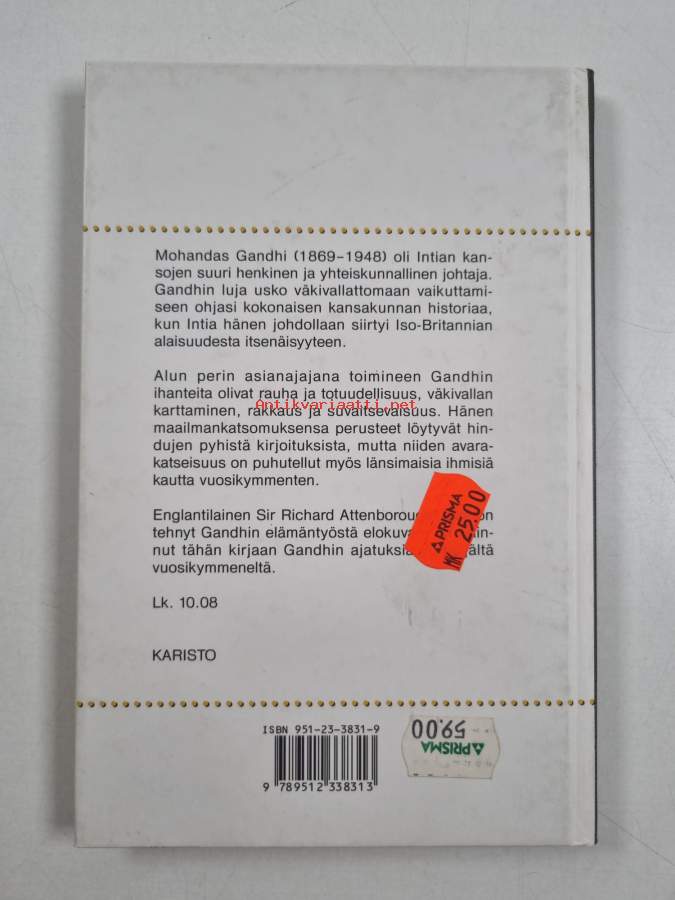 Mohandas Gandhi (1869–1948) oli Intian kan-
sojen suuri henkinen ja yhteiskunnallinen johtaja.
Gandhin luja usko väkivallattomaan vaikuttami-
seen ohjasi kokonaisen kansakunnan historiaa,
kun Intia hänen johdollaan siirtyi Iso-Britannian
alaisuudesta itsenäisyyteen.
Alun perin asianajajana toimineen Gandhin
ihanteita olivat rauha ja totuudellisuus, väkivallan
Antikvariaatti.net
karttaminen, rakkaus ja suvaitsevaisuus. Hänen
maailmankatsomuksensa perusteet löytyvät hin-
dujen pyhistä kirjoituksista, mutta niiden avara-
katseisuus on puhutellut myös länsimaisia ihmisiä
kautta vuosikymmenten.
PRISMA
MK 25.00
Englantilainen Sir Richard Attenborou on
tehnyt Gandhin elämäntyöstä elokuva
nut tähän kirjaan Gandhin ajatuksia
vuosikymmeneltä.
Lk. 10.08
KARISTO
ISBN 951-23-3831-9
9 789512 338313
PRISMA
59.00